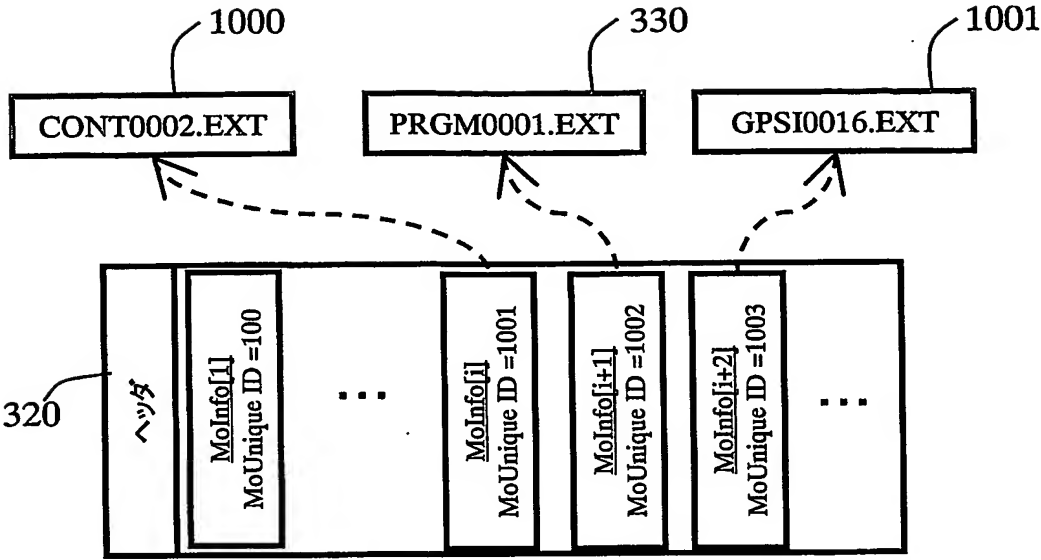 1000
330
1001
CONT0002.EXT
PRGM0001.EXT
GPSI0016.EXT
320
ヘッダ
MoInfo[1]
MoUnique ID =100
...
MoInfo[i]
MoUnique ID =1001
MoInfo[i+1]
MoUnique ID =1002
MoInfo[i+2]
MoUnique ID =1003
...